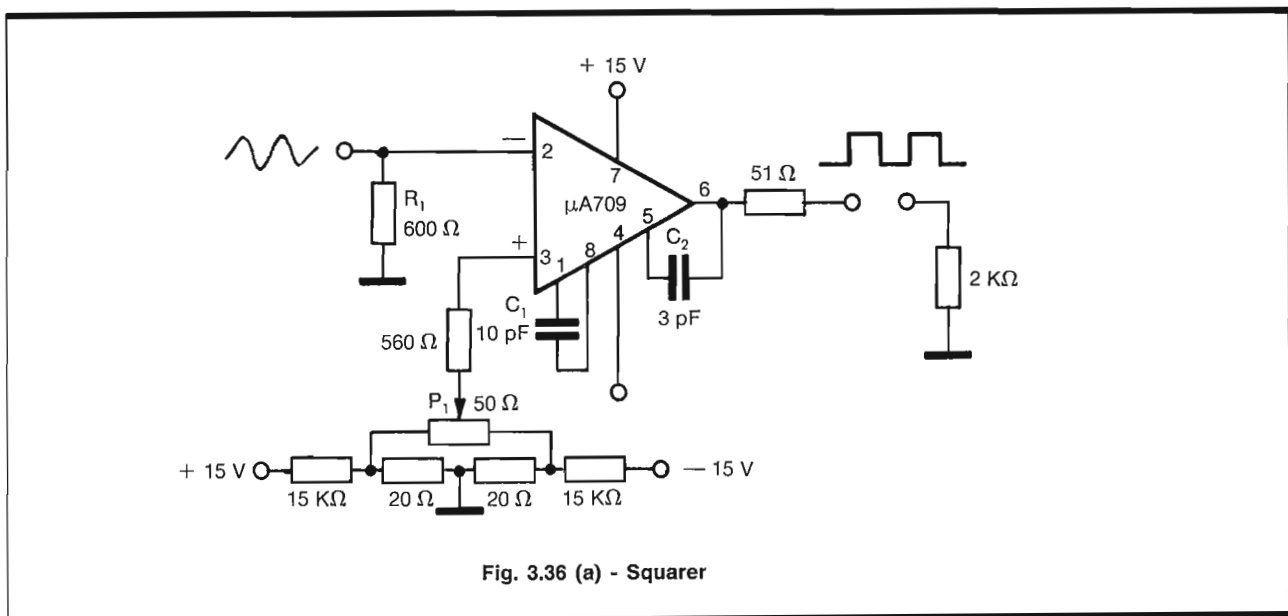 + 15 V
−
2
7
μA709
6
51 Ω
R₁
600 Ω
+
3
1
8
4
5
C₂
3 pF
2 KΩ
C₁
10 pF
560 Ω
P₁
50 Ω
+ 15 V
15 KΩ
20 Ω
20 Ω
15 KΩ
— 15 V
Fig. 3.36 (a) - Squarer